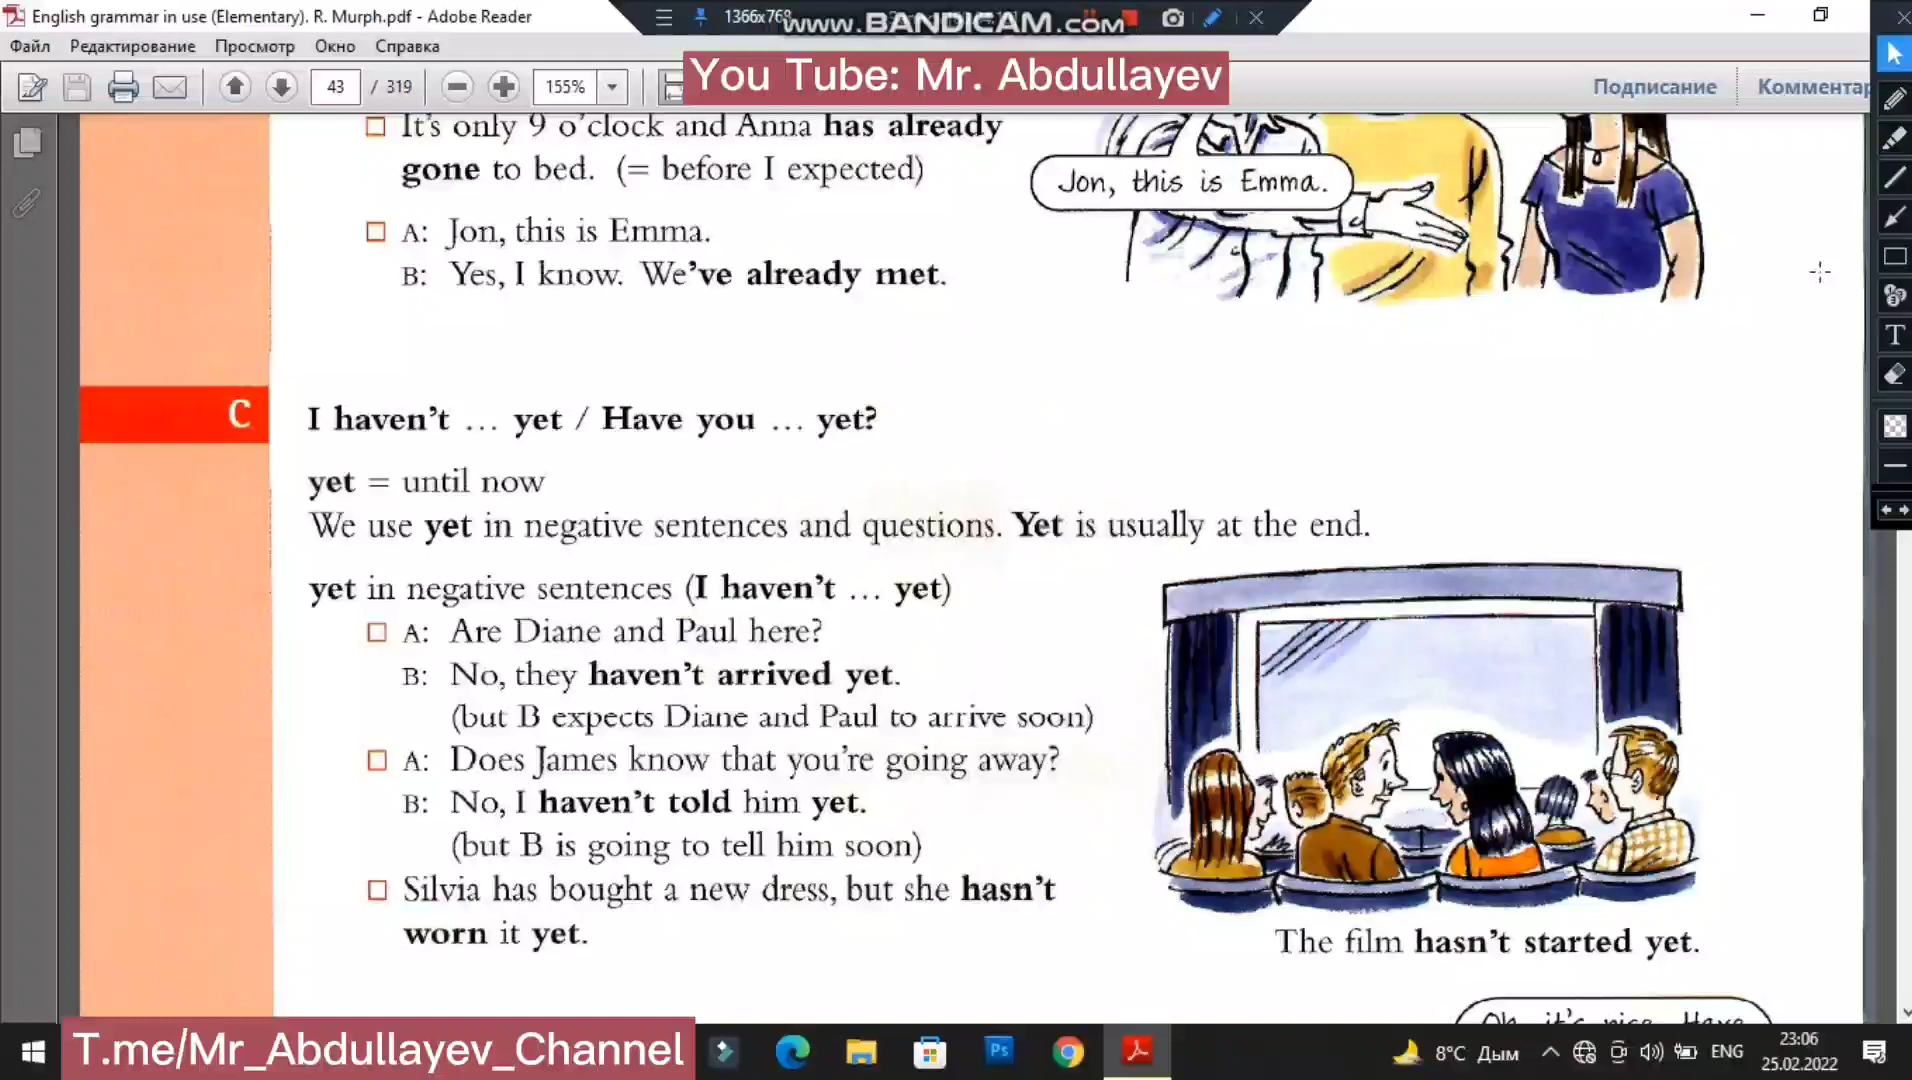 English grammar in use (Elementary). R. Murph.pdf - Adobe Reader
1366x768
www.BANDICAM.com
Файл Редактирование Просмотр Окно Справка
You Tube: Mr. Abdullayev
43 / 319 155%
Подписание
It's only 9 o'clock and Anna has already
gone to bed. (= before I expected)
Jon, this is Emma.
A: Jon, this is Emma.
B: Yes, I know. We've already met.
C
I haven't … yet / Have you … yet?
yet = until now
We use yet in negative sentences and questions. Yet is usually at the end.
yet in negative sentences (I haven't … yet)
A: Are Diane and Paul here?
B: No, they haven't arrived yet.
(but B expects Diane and Paul to arrive soon)
A: Does James know that you're going away?
B: No, I haven't told him yet.
(but B is going to tell him soon)
Silvia has bought a new dress, but she hasn't
worn it yet.
The film hasn't started yet.
Oh, it's nice. Have
T.me/Mr_Abdullayev_Channel
Ps
8°C Дым
ENG
23:06
25.02.2022